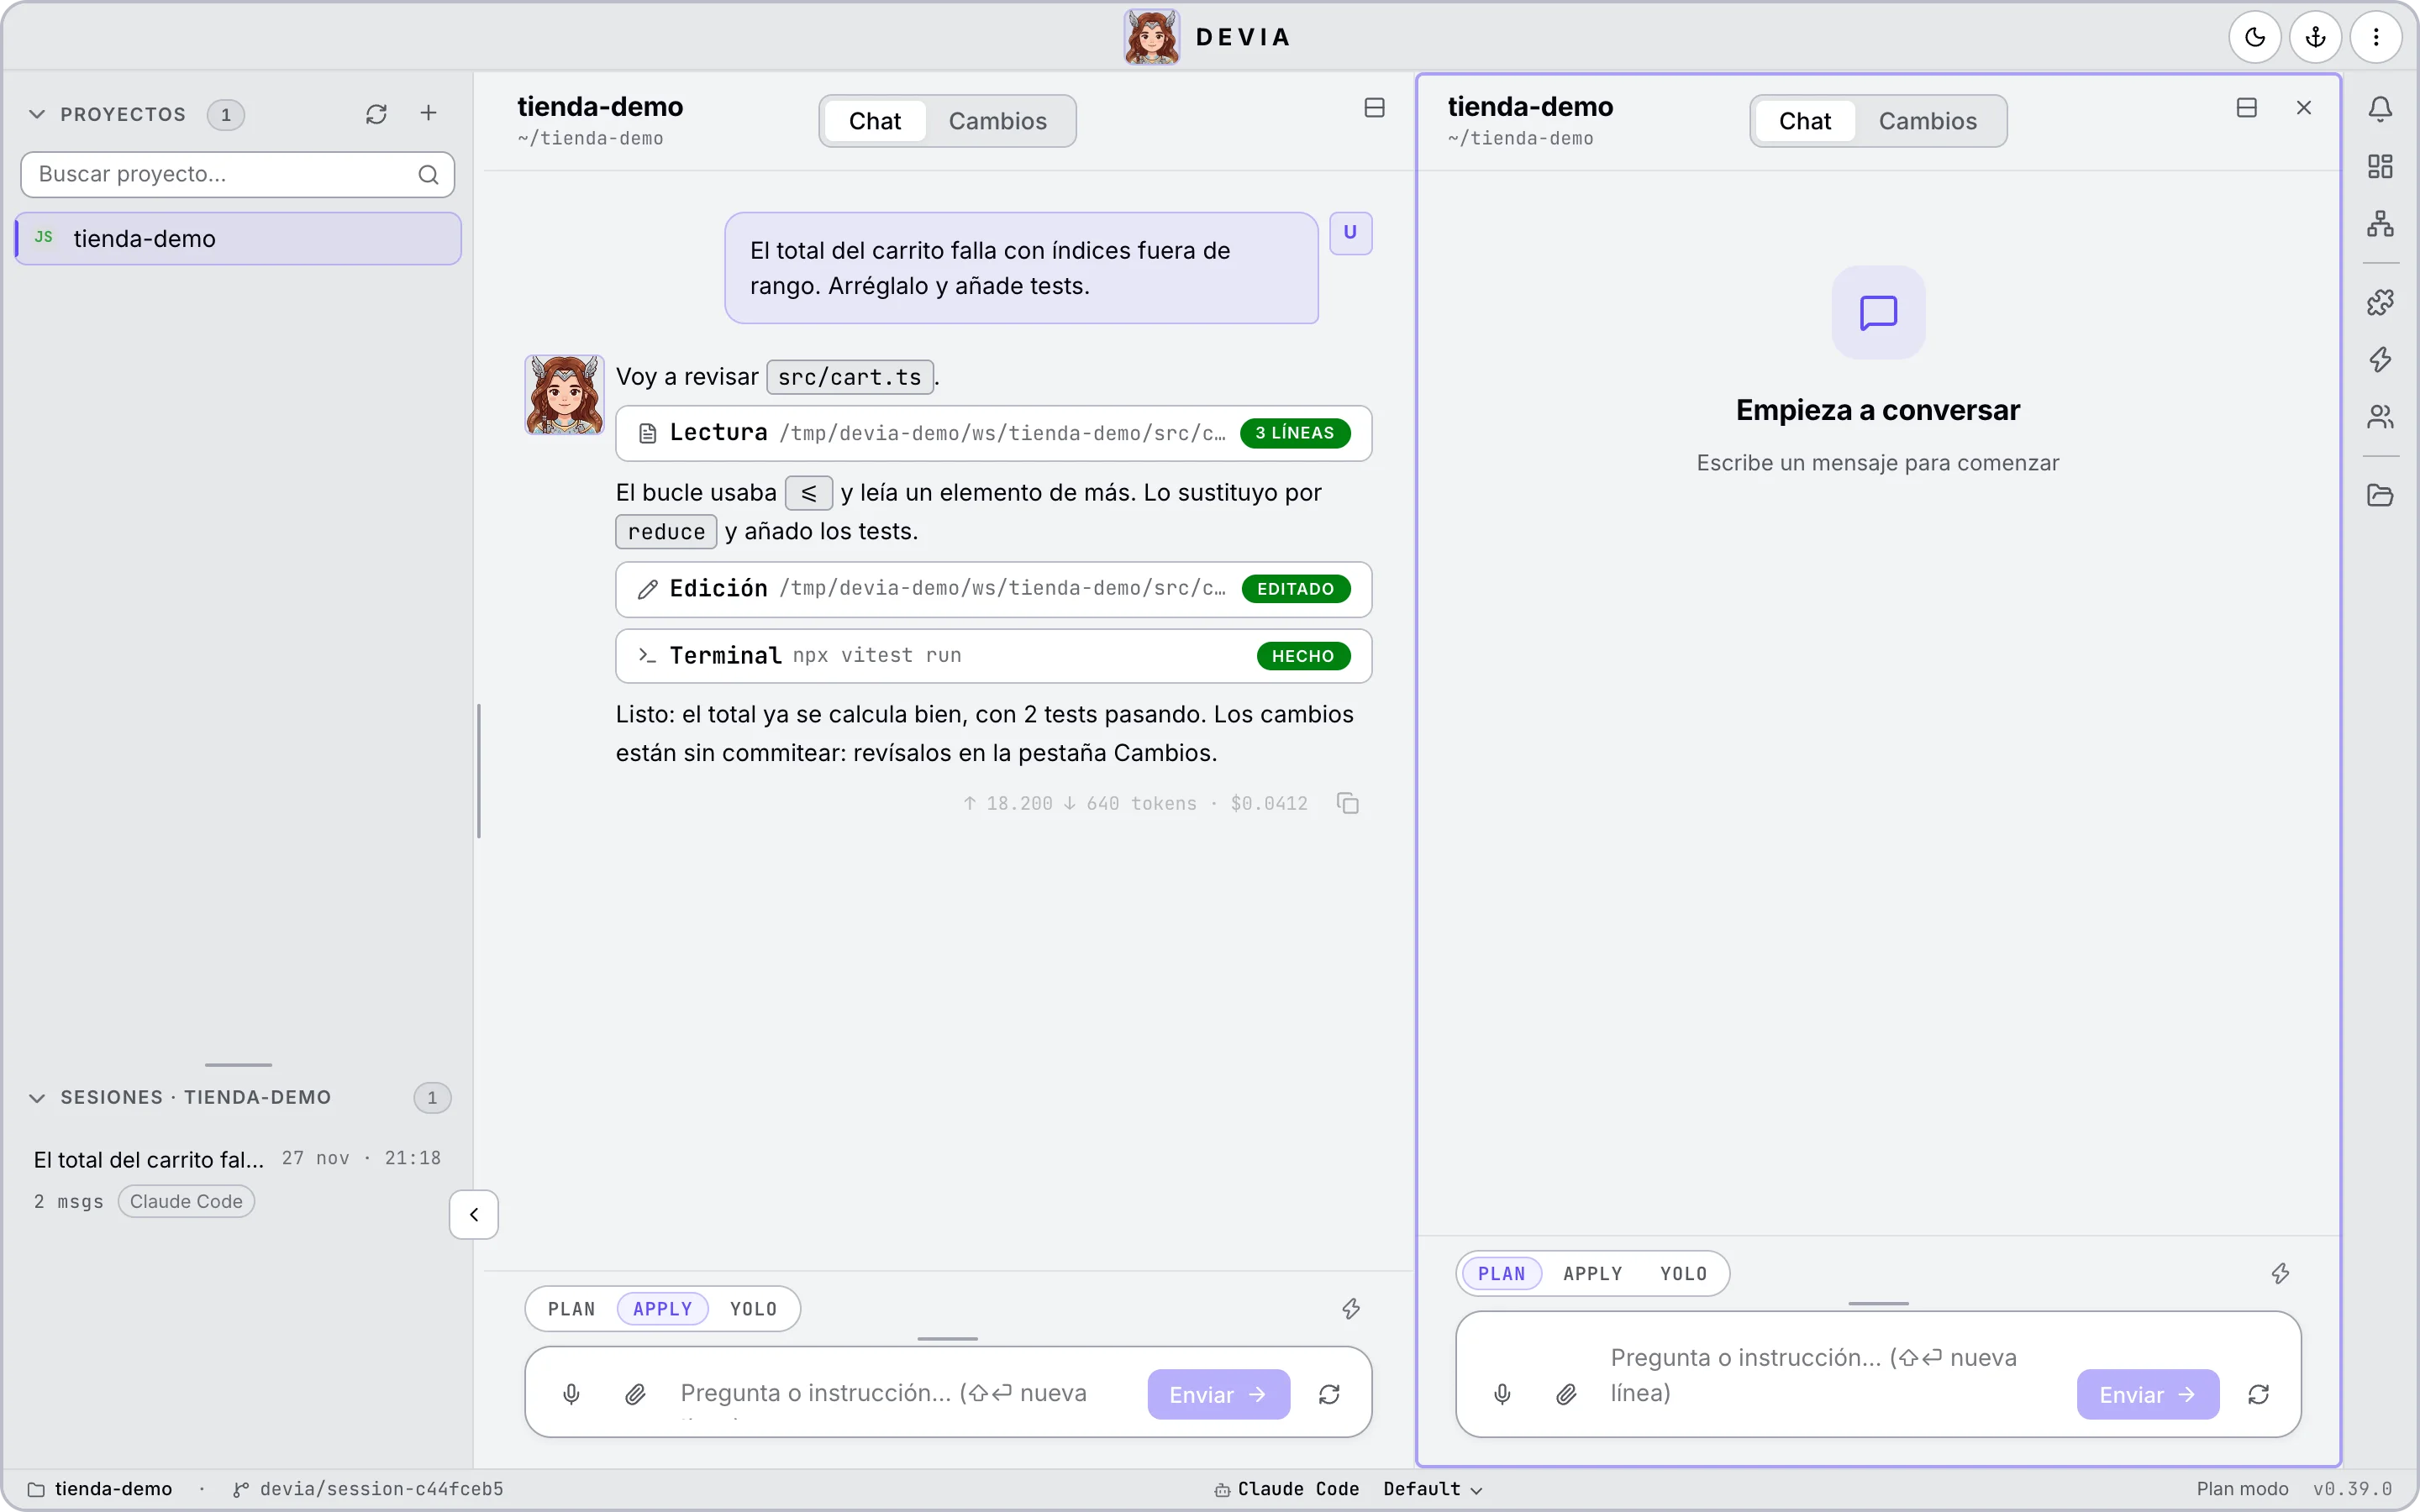 DEVIA
PROYECTOS 1
Buscar proyecto...
JS tienda-demo
SESIONES · TIENDA-DEMO 1
El total del carrito fal... 27 nov · 21:18
2 msgs Claude Code
tienda-demo
~/tienda-demo
Chat Cambios
El total del carrito falla con índices fuera de
rango. Arréglalo y añade tests.
U
Voy a revisar src/cart.ts.
Lectura /tmp/devia-demo/ws/tienda-demo/src/c… 3 LÍNEAS
El bucle usaba <= y leía un elemento de más. Lo sustituyo por
reduce y añado los tests.
Edición /tmp/devia-demo/ws/tienda-demo/src/c… EDITADO
Terminal npx vitest run HECHO
Listo: el total ya se calcula bien, con 2 tests pasando. Los cambios
están sin commitear: revísalos en la pestaña Cambios.
↑ 18.200 ↓ 640 tokens · $0.0412
PLAN APPLY YOLO
Pregunta o instrucción... (⇧⏎ nueva
Enviar →
tienda-demo
~/tienda-demo
Chat Cambios
Empieza a conversar
Escribe un mensaje para comenzar
PLAN APPLY YOLO
Pregunta o instrucción... (⇧⏎ nueva
línea)
Enviar →
tienda-demo · devia/session-c44fceb5
Claude Code Default
Plan modo v0.39.0